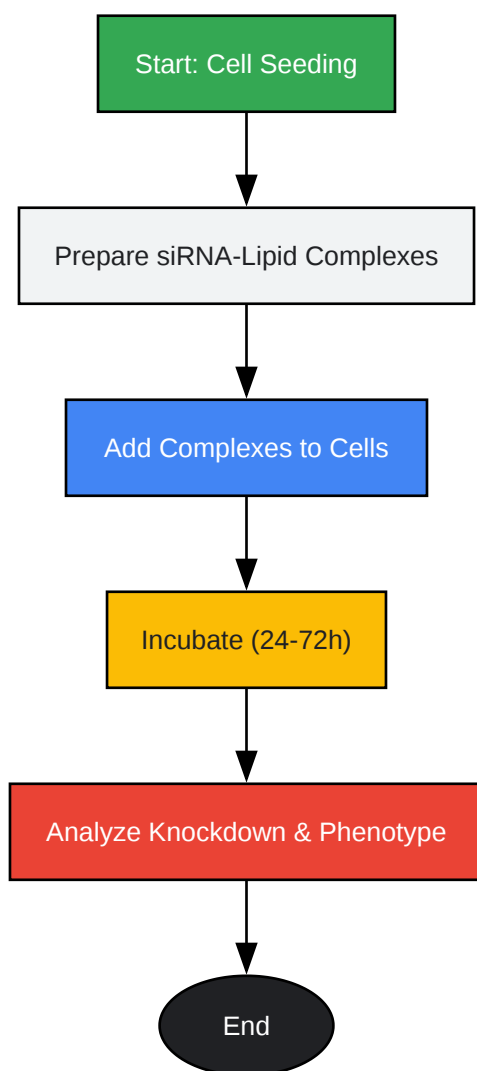 Start: Cell Seeding
Prepare siRNA-Lipid Complexes
Add Complexes to Cells
Incubate (24-72h)
Analyze Knockdown & Phenotype
End